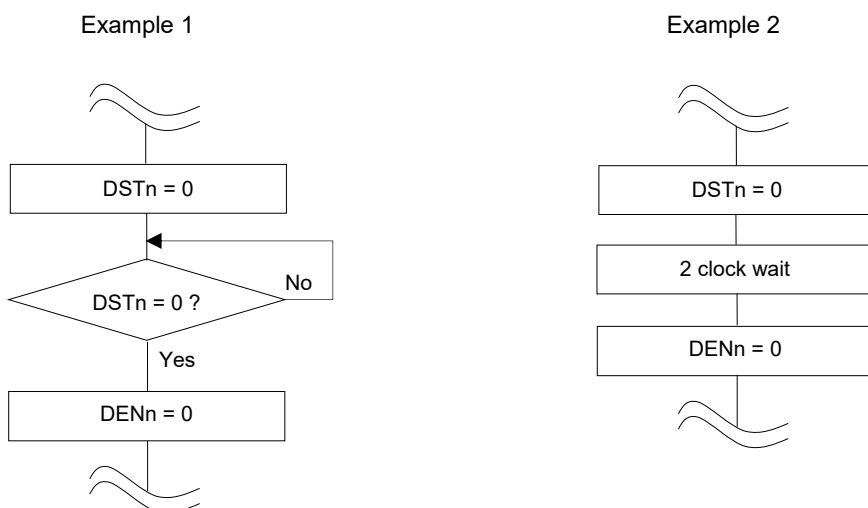 Example 1
DSTn = 0
DSTn = 0 ?
No
Yes
DENn = 0
Example 2
DSTn = 0
2 clock wait
DENn = 0